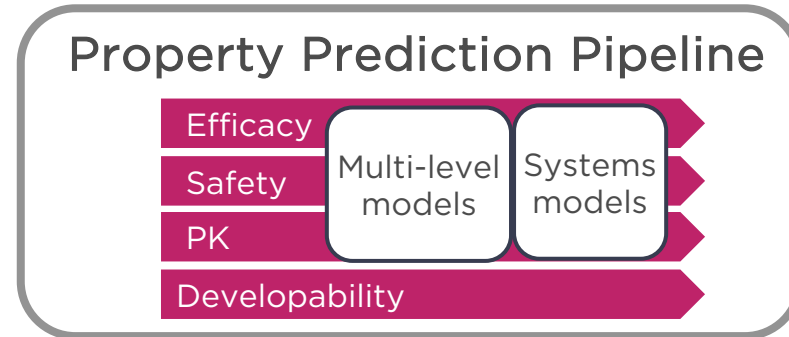 Property Prediction Pipeline
Efficacy
Safety
PK
Developability
Multi-level
models
Systems
models